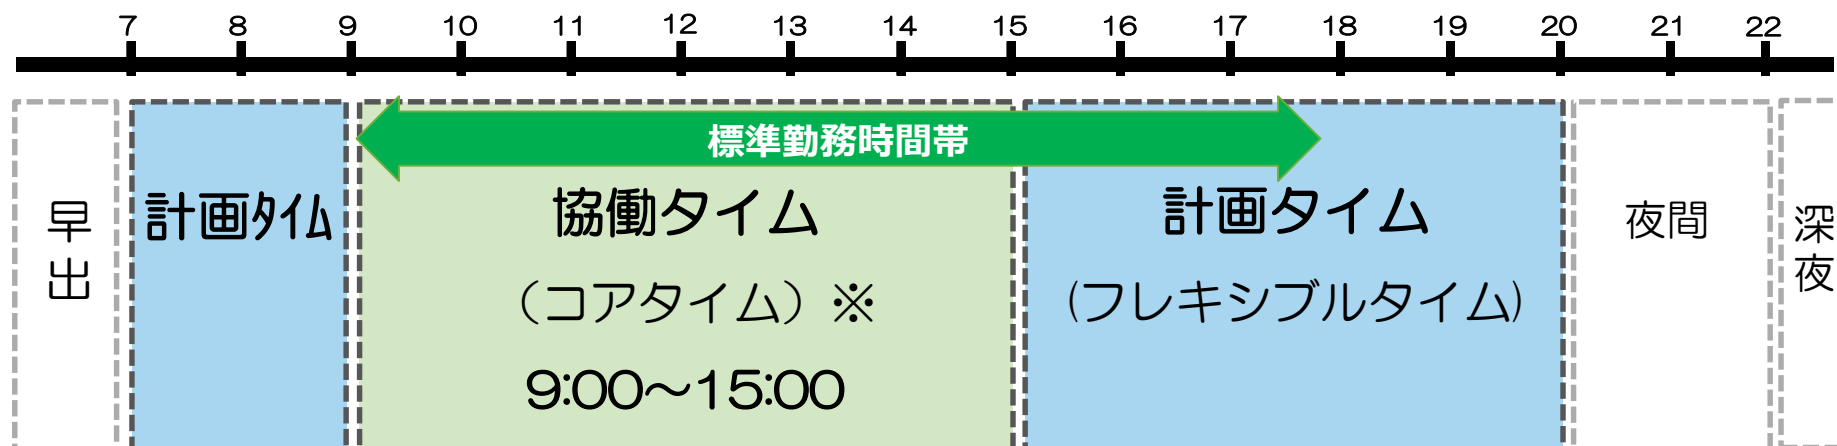 7 8 9 10 11 12 13 14 15 16 17 18 19 20 21 22
標準勤務時間帯
早出
計画タイム
協働タイム
（コアタイム）※
9:00～15:00
計画タイム
(フレキシブルタイム)
夜間
深夜